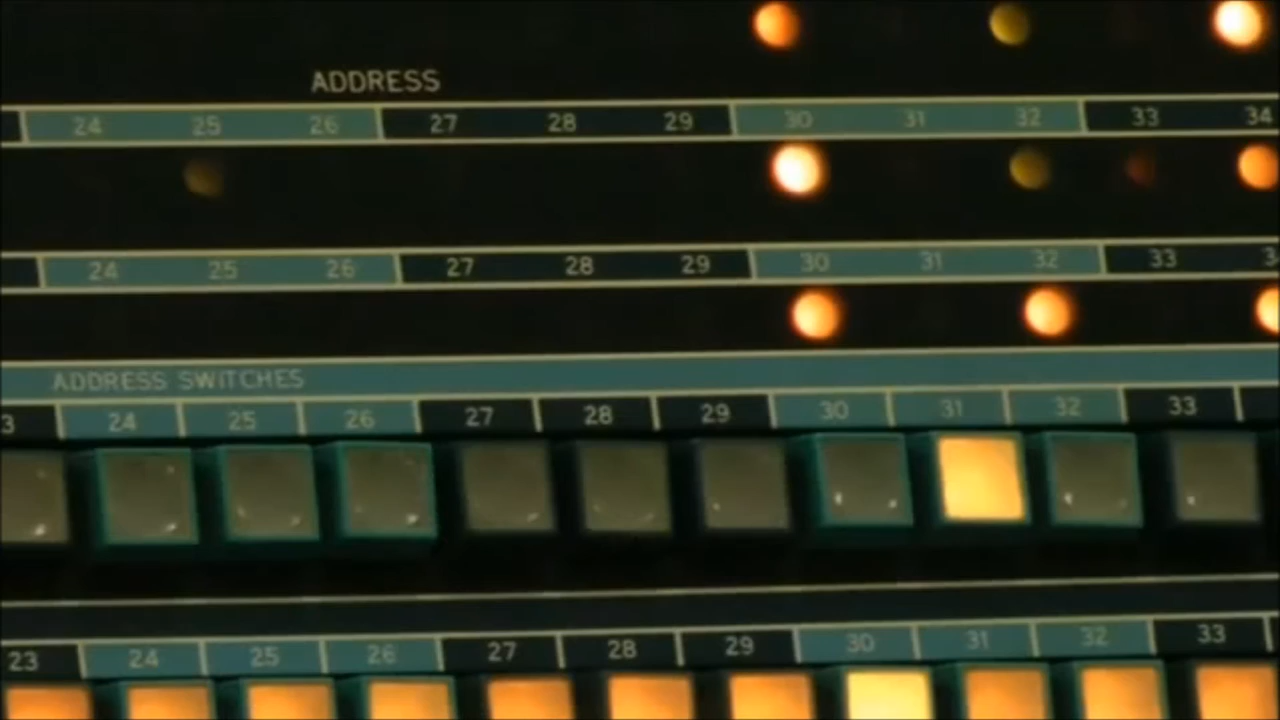 ADDRESS
24 25 26 27 28 29 30 31 32 33 34
24 25 26 27 28 29 30 31 32 33
ADDRESS SWITCHES
24 25 26 27 28 29 30 31 32 33
23 24 25 26 27 28 29 30 31 32 33